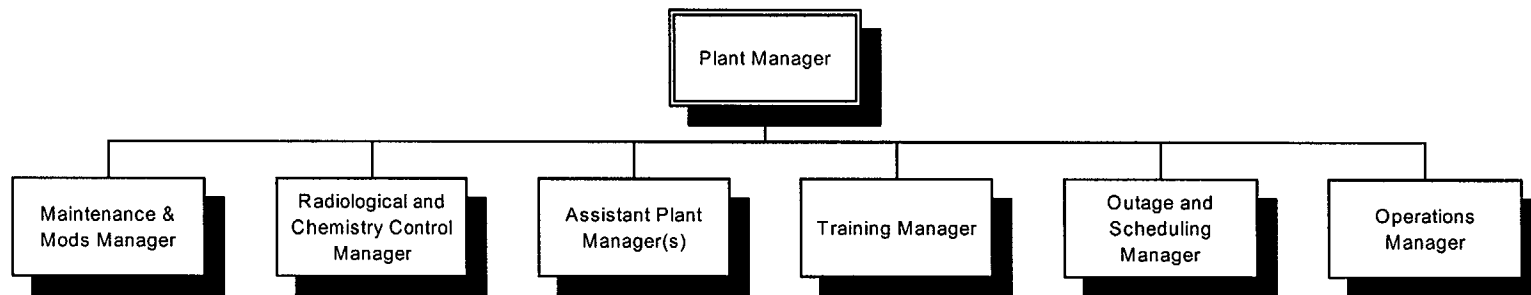 Plant Manager
Maintenance &
Mods Manager
Radiological and
Chemistry Control
Manager
Assistant Plant
Manager(s)
Training Manager
Outage and
Scheduling
Manager
Operations
Manager